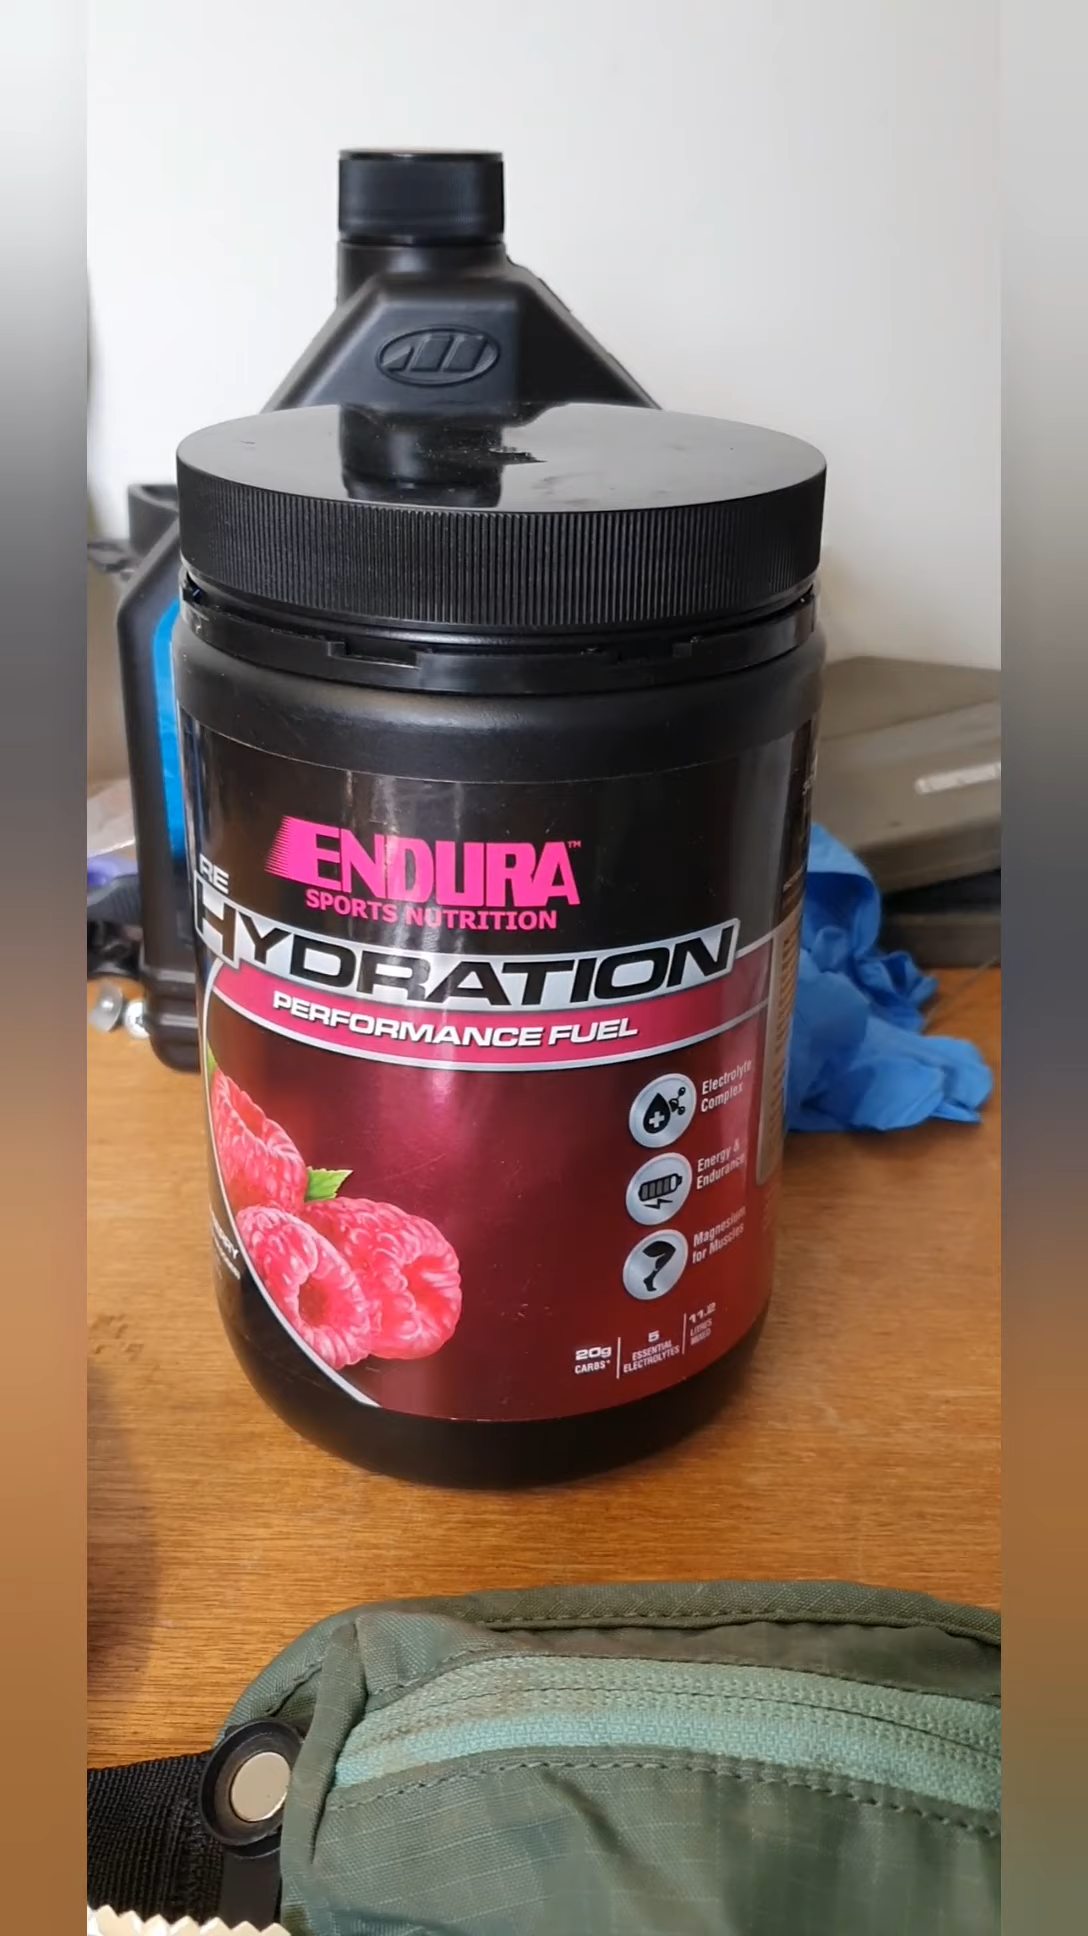 ENDURA™
SPORTS NUTRITION
RE
HYDRATION
PERFORMANCE FUEL
Electrolyte
Complex
Energy &
Endurance
Magnesium
for Muscles
20g
CARBS*
5
ESSENTIAL
ELECTROLYTES
11.2
LITRES
MIXED